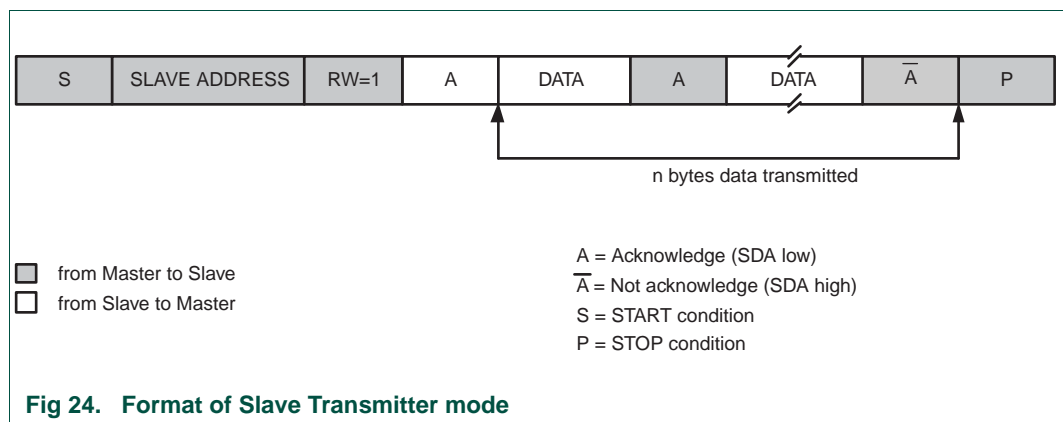 S SLAVE ADDRESS RW=1 A DATA A DATA A̅ P
n bytes data transmitted
from Master to Slave
from Slave to Master
A = Acknowledge (SDA low)
A̅ = Not acknowledge (SDA high)
S = START condition
P = STOP condition
Fig 24. Format of Slave Transmitter mode